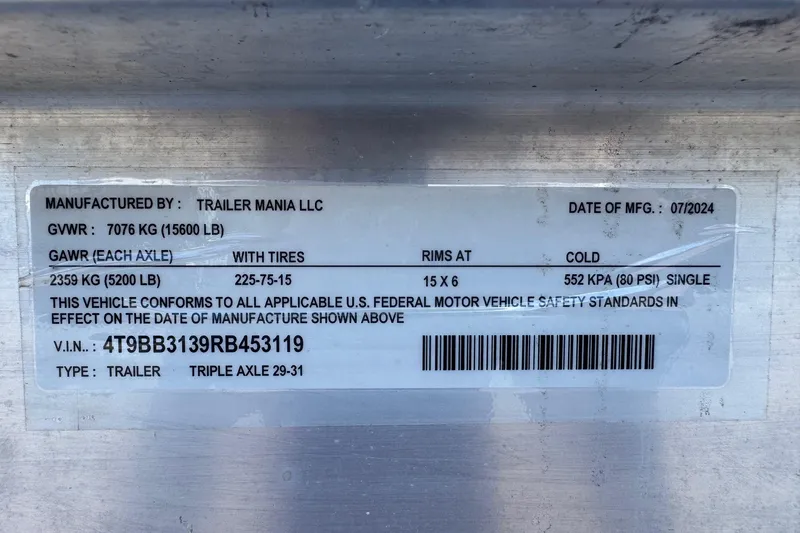 MANUFACTURED BY : TRAILER MANIA LLC DATE OF MFG. : 07/2024
GVWR : 7076 KG (15600 LB)
GAWR (EACH AXLE) WITH TIRES RIMS AT COLD
2359 KG (5200 LB) 225-75-15 15 X 6 552 KPA (80 PSI) SINGLE
THIS VEHICLE CONFORMS TO ALL APPLICABLE U.S. FEDERAL MOTOR VEHICLE SAFETY STANDARDS IN
EFFECT ON THE DATE OF MANUFACTURE SHOWN ABOVE
V.I.N.. : 4T9BB3139RB453119
TYPE : TRAILER TRIPLE AXLE 29-31